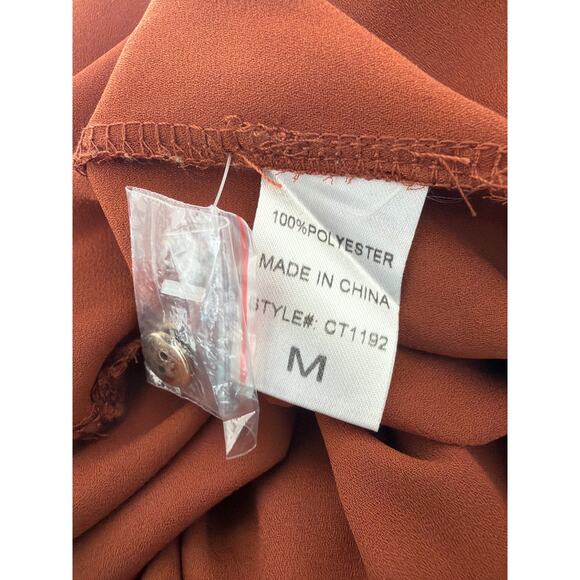 100%POLYESTER
MADE IN CHINA
STYLE#: CT1192
M